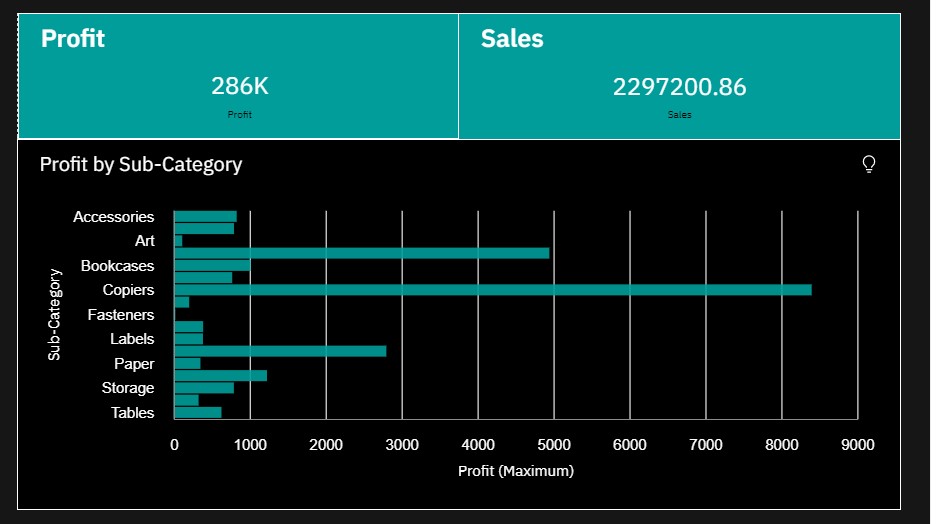 Profit
Sales
286K
2297200.86
Profit
Sales
Profit by Sub-Category
Accessories
Art
Bookcases
Copiers
Fasteners
Labels
Paper
Storage
Tables
Sub-Category
0 1000 2000 3000 4000 5000 6000 7000 8000 9000
Profit (Maximum)